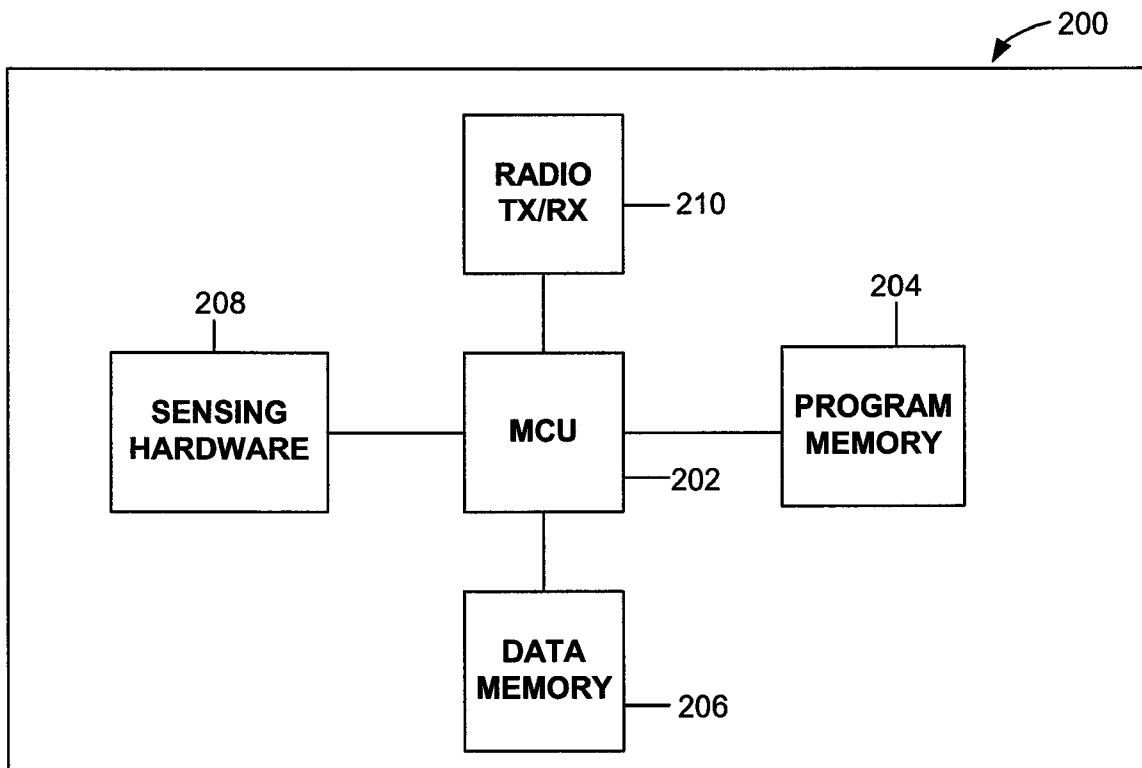 200
RADIO
TX/RX
210
208
204
SENSING
HARDWARE
MCU
PROGRAM
MEMORY
202
DATA
MEMORY
206